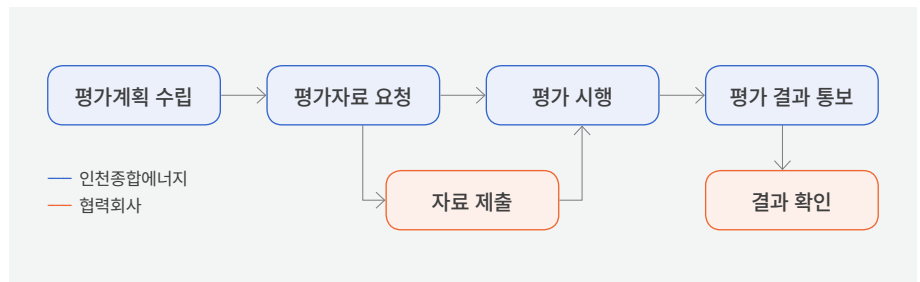 평가계획 수립
평가자료 요청
평가 시행
평가 결과 통보
인천종합에너지
협력회사
자료 제출
결과 확인